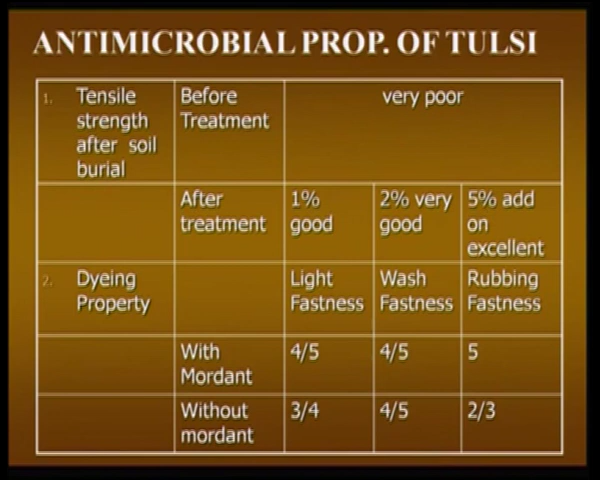 ANTIMICROBIAL PROP. OF TULSI
1. Tensile strength after soil burial Before Treatment very poor
After treatment 1% good 2% very good 5% add on excellent
2. Dyeing Property Light Fastness Wash Fastness Rubbing Fastness
With Mordant 4/5 4/5 5
Without mordant 3/4 4/5 2/3